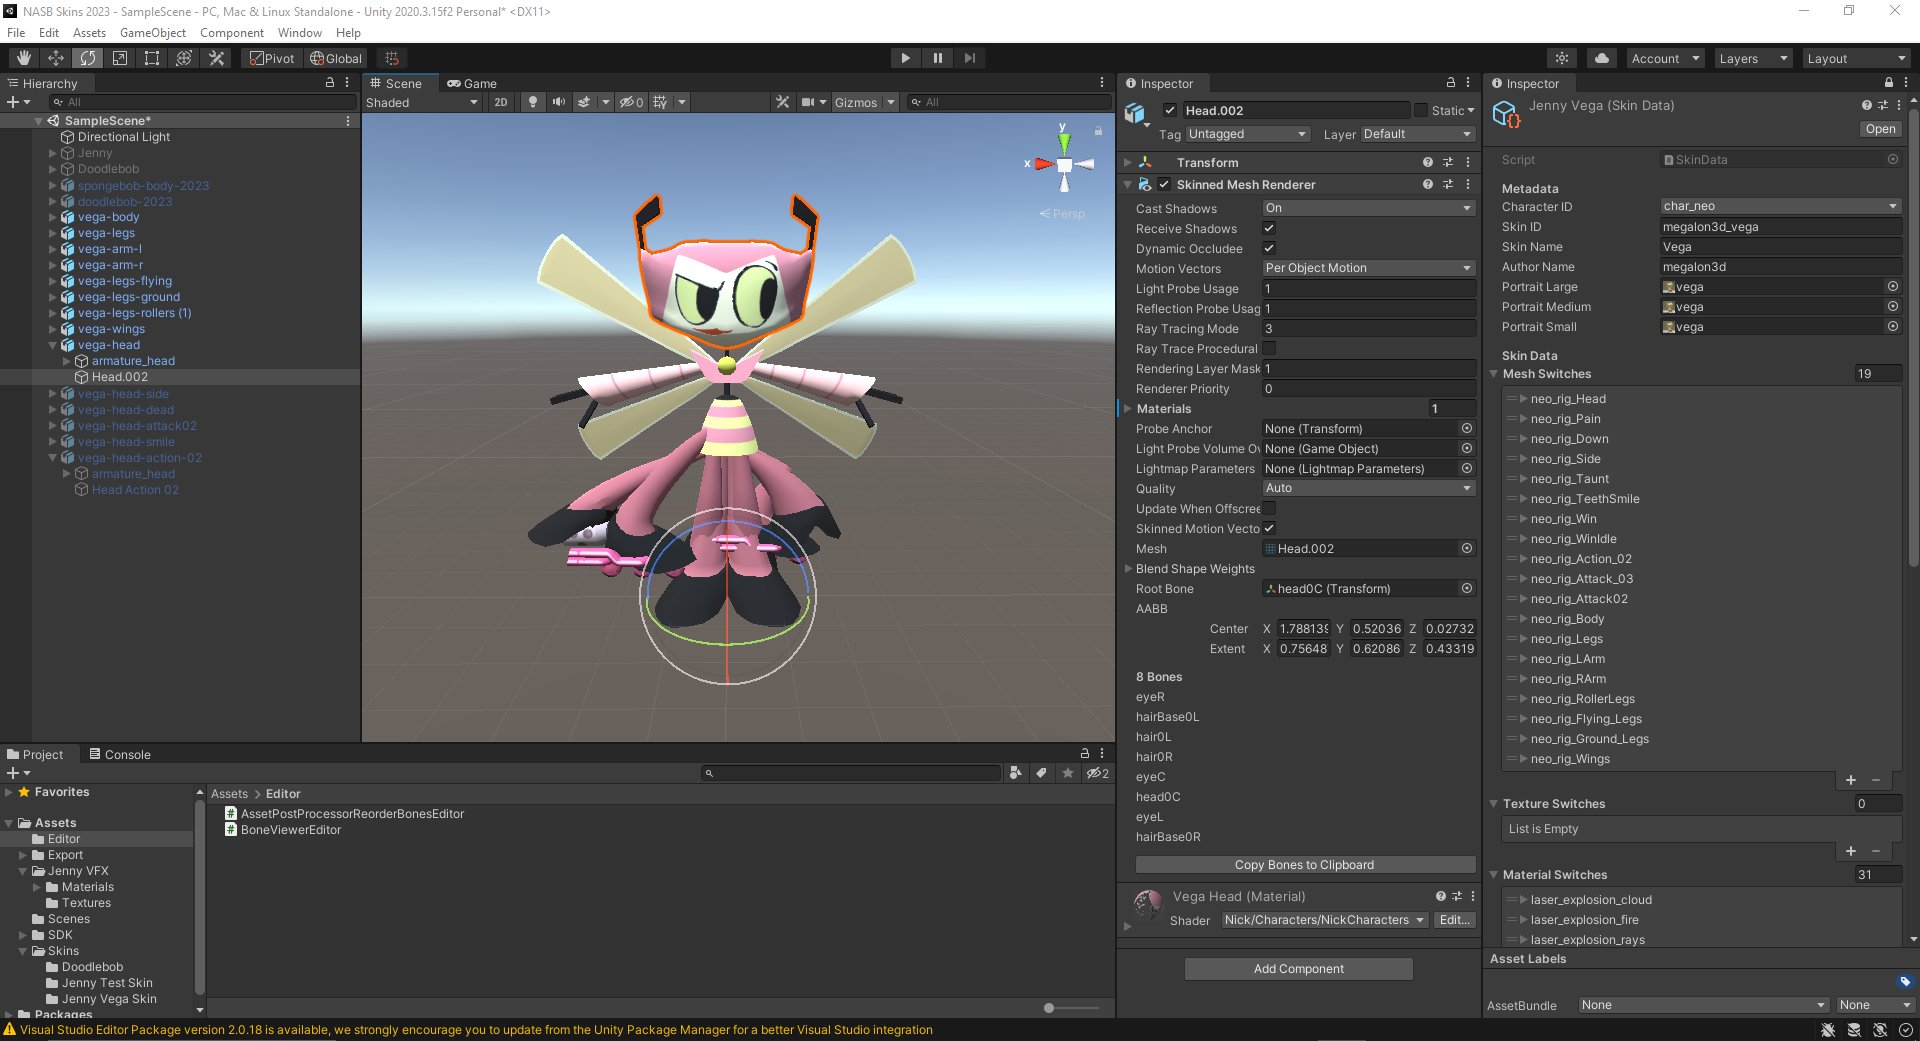 NASB Skins 2023 - SampleScene - PC, Mac & Linux Standalone - Unity 2020.3.15f2 Personal* <DX11>
File Edit Assets GameObject Component Window Help
Pivot Global Account Layers Layout
Hierarchy
All
SampleScene*
Directional Light
Jenny
Doodlebob
spongebob-body-2023
doodlebob-2023
vega-body
vega-legs
vega-arm-l
vega-arm-r
vega-legs-flying
vega-legs-ground
vega-legs-rollers (1)
vega-wings
vega-head
armature_head
Head.002
vega-head-side
vega-head-dead
vega-head-attack02
vega-head-smile
vega-head-action-02
armature_head
Head Action 02
Scene Game
Shaded 2D 0 Gizmos All
y
x
Persp
Inspector
Head.002 Static
Tag Untagged Layer Default
Transform
Skinned Mesh Renderer
Cast Shadows On
Receive Shadows
Dynamic Occludee
Motion Vectors Per Object Motion
Light Probe Usage 1
Reflection Probe Usag 1
Ray Tracing Mode 3
Ray Trace Procedural
Rendering Layer Mask 1
Renderer Priority 0
Materials 1
Probe Anchor None (Transform)
Light Probe Volume Ov None (Game Object)
Lightmap Parameters None (Lightmap Parameters)
Quality Auto
Update When Offscree
Skinned Motion Vecto
Mesh Head.002
Blend Shape Weights
Root Bone head0C (Transform)
AABB
Center X 1.788139 Y 0.52036 Z 0.02732
Extent X 0.75648 Y 0.62086 Z 0.43319
8 Bones
eyeR
hairBase0L
hair0L
hair0R
eyeC
head0C
eyeL
hairBase0R
Copy Bones to Clipboard
Vega Head (Material)
Shader Nick/Characters/NickCharacters Edit...
Add Component
Inspector
Jenny Vega (Skin Data)
Open
Script SkinData
Metadata
Character ID char_neo
Skin ID megalon3d_vega
Skin Name Vega
Author Name megalon3d
Portrait Large vega
Portrait Medium vega
Portrait Small vega
Skin Data
Mesh Switches 19
neo_rig_Head
neo_rig_Pain
neo_rig_Down
neo_rig_Side
neo_rig_Taunt
neo_rig_TeethSmile
neo_rig_Win
neo_rig_WinIdle
neo_rig_Action_02
neo_rig_Attack_03
neo_rig_Attack02
neo_rig_Body
neo_rig_Legs
neo_rig_LArm
neo_rig_RArm
neo_rig_RollerLegs
neo_rig_Flying_Legs
neo_rig_Ground_Legs
neo_rig_Wings
Texture Switches 0
List is Empty
Material Switches 31
laser_explosion_cloud
laser_explosion_fire
laser_explosion_rays
Asset Labels
AssetBundle None None
Project Console
2
Favorites
Assets
Editor
Export
Jenny VFX
Materials
Textures
Scenes
SDK
Skins
Doodlebob
Jenny Test Skin
Jenny Vega Skin
Packages
Assets > Editor
AssetPostProcessorReorderBonesEditor
BoneViewerEditor
Visual Studio Editor Package version 2.0.18 is available, we strongly encourage you to update from the Unity Package Manager for a better Visual Studio integration